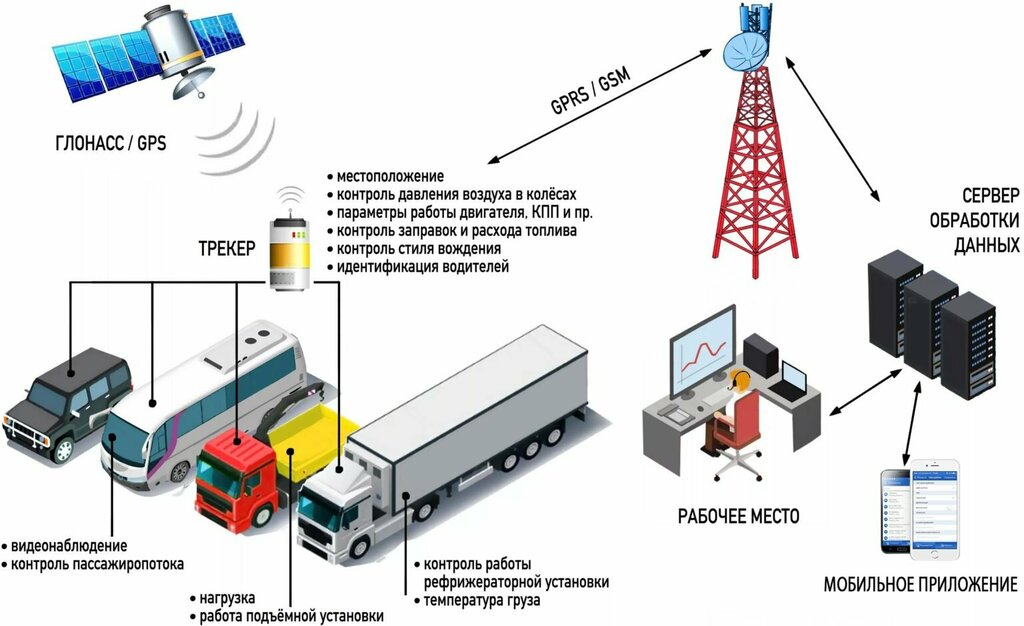 ГЛОНАСС / GPS
GPRS / GSM
ТРЕКЕР
• местоположение
• контроль давления воздуха в колёсах
• параметры работы двигателя, КПП и пр.
• контроль заправок и расхода топлива
• контроль стиля вождения
• идентификация водителей
СЕРВЕР
ОБРАБОТКИ
ДАННЫХ
РАБОЧЕЕ МЕСТО
МОБИЛЬНОЕ ПРИЛОЖЕНИЕ
• видеонаблюдение
• контроль пассажиропотока
• нагрузка
• работа подъёмной установки
• контроль работы
рефрижераторной установки
• температура груза